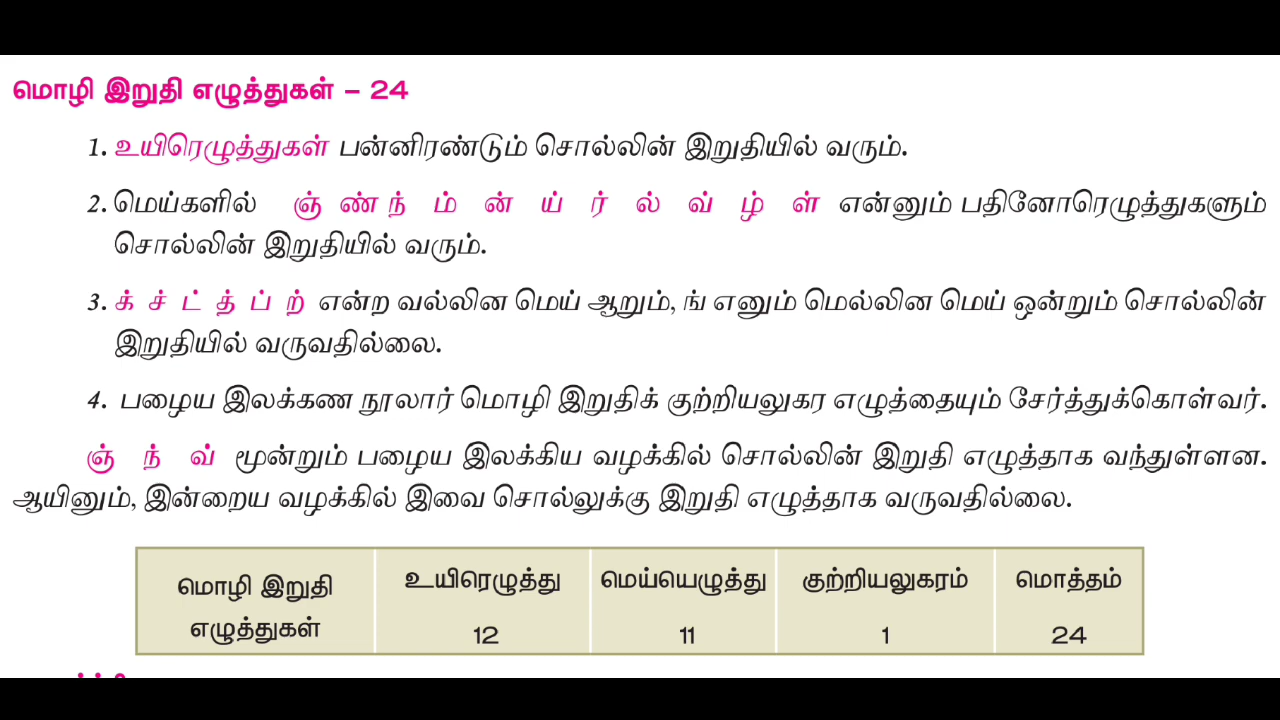 மொழி இறுதி எழுத்துகள் – 24
1. உயிரெழுத்துகள் பன்னிரண்டும் சொல்லின் இறுதியில் வரும்.
2. மெய்களில் ஞ் ண் ந் ம் ன் ய் ர் ல் வ் ழ் ள் என்னும் பதினோரெழுத்துகளும்
சொல்லின் இறுதியில் வரும்.
3. க் ச் ட் த் ப் ற் என்ற வல்லின மெய் ஆறும், ங் எனும் மெல்லின மெய் ஒன்றும் சொல்லின்
இறுதியில் வருவதில்லை.
4. பழைய இலக்கண நூலார் மொழி இறுதிக் குற்றியலுகர எழுத்தையும் சேர்த்துக்கொள்வர்.
ஞ் ந் வ் மூன்றும் பழைய இலக்கிய வழக்கில் சொல்லின் இறுதி எழுத்தாக வந்துள்ளன.
ஆயினும், இன்றைய வழக்கில் இவை சொல்லுக்கு இறுதி எழுத்தாக வருவதில்லை.
மொழி இறுதி எழுத்துகள் உயிரெழுத்து மெய்யெழுத்து குற்றியலுகரம் மொத்தம்
12 11 1 24